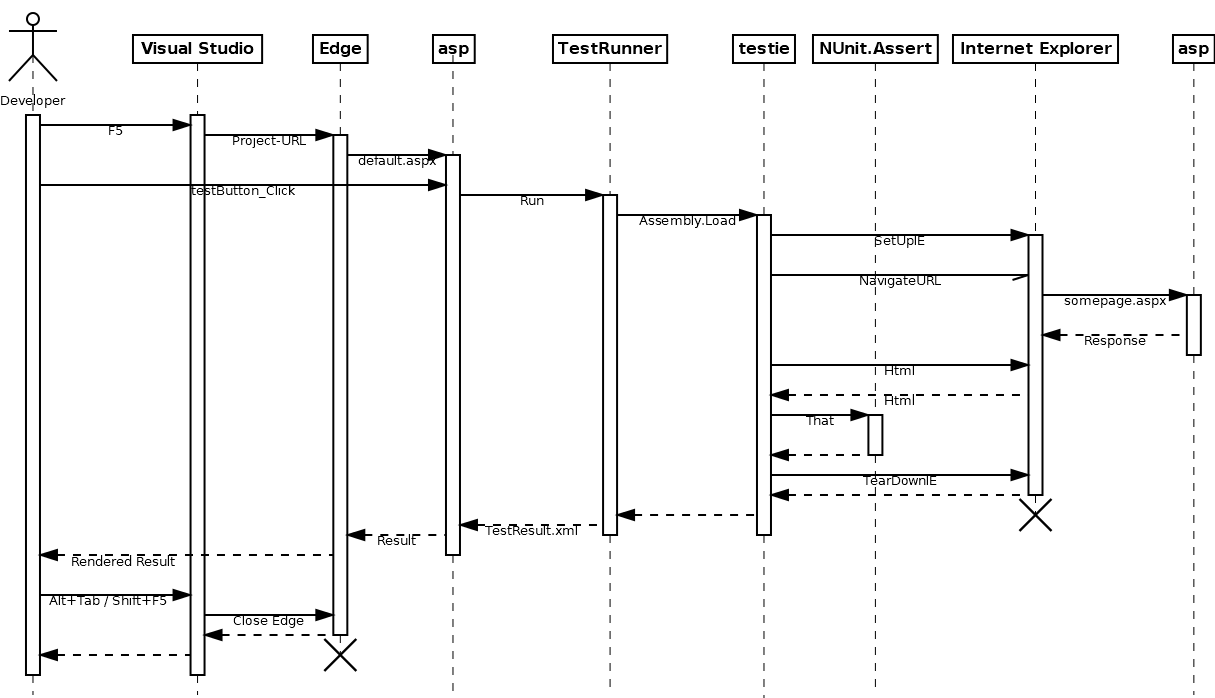 Visual Studio
Edge
asp
TestRunner
testie
NUnit.Assert
Internet Explorer
asp
Developer
F5
Project-URL
default.aspx
testButton_Click
Run
Assembly.Load
SetUpIE
NavigateURL
somepage.aspx
Response
Html
Html
That
TearDownIE
TestResult.xml
Result
Rendered Result
Alt+Tab / Shift+F5
Close Edge